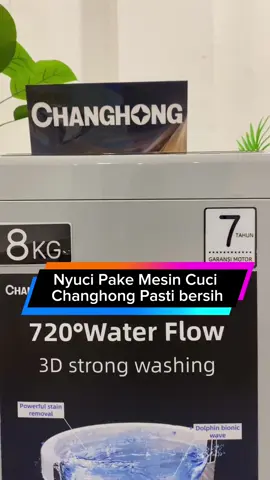 CHANGHONG
8KG
7
TAHUN
GARANSI MOTOR
Nyuci Pake Mesin Cuci
Changhong Pasti bersih
720°Water Flow
3D strong washing
Powerful stain
removal
Dolphin bionic
wave